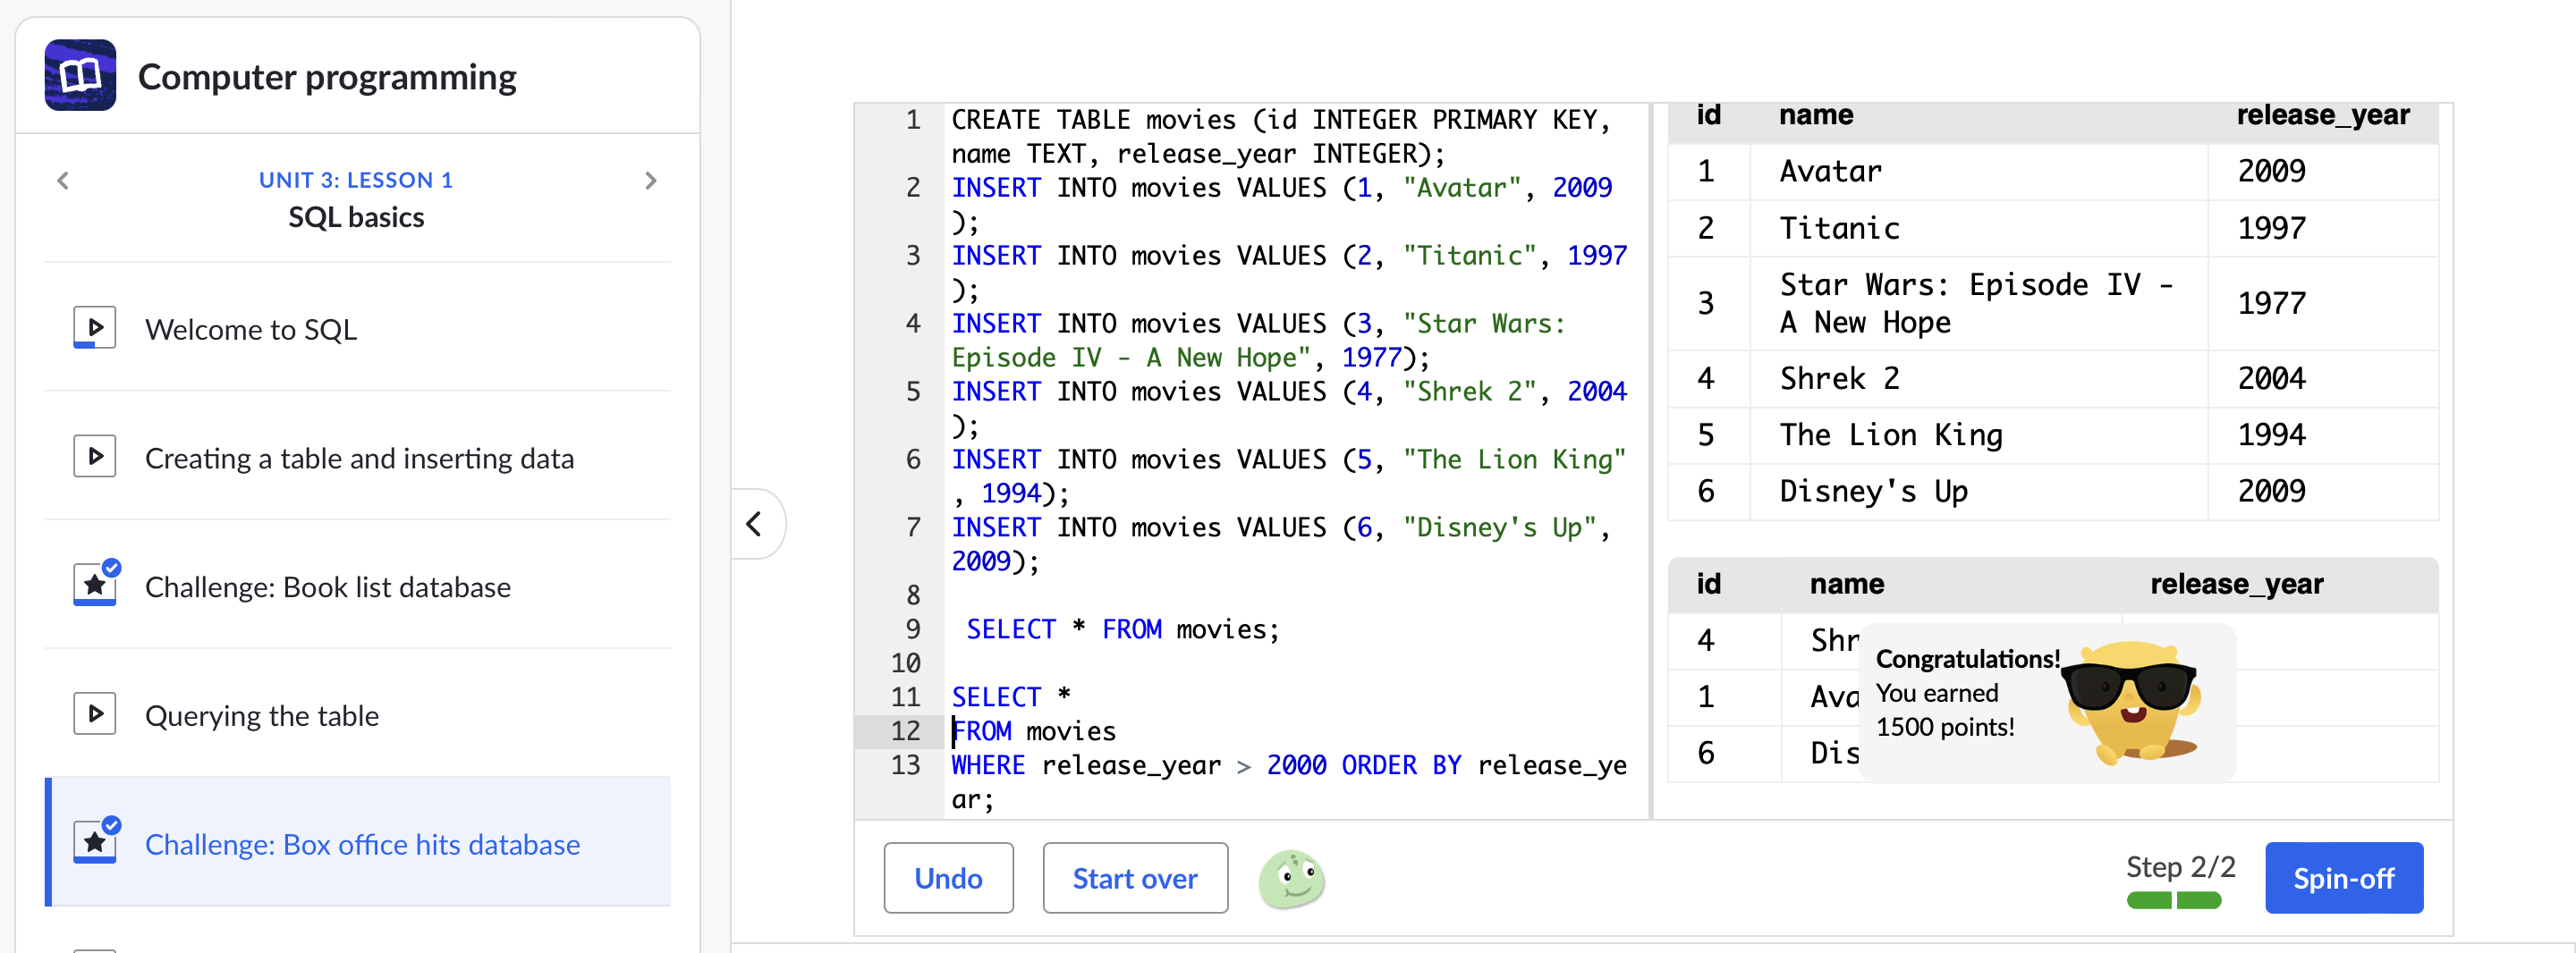 Computer programming
UNIT 3: LESSON 1
SQL basics
Welcome to SQL
Creating a table and inserting data
Challenge: Book list database
Querying the table
Challenge: Box office hits database
1 CREATE TABLE movies (id INTEGER PRIMARY KEY,
name TEXT, release_year INTEGER);
2 INSERT INTO movies VALUES (1, "Avatar", 2009
);
3 INSERT INTO movies VALUES (2, "Titanic", 1997
);
4 INSERT INTO movies VALUES (3, "Star Wars:
Episode IV - A New Hope", 1977);
5 INSERT INTO movies VALUES (4, "Shrek 2", 2004
);
6 INSERT INTO movies VALUES (5, "The Lion King"
, 1994);
7 INSERT INTO movies VALUES (6, "Disney's Up",
2009);
8
9 SELECT * FROM movies;
10
11 SELECT *
12 FROM movies
13 WHERE release_year > 2000 ORDER BY release_ye
ar;
id name release_year
1 Avatar 2009
2 Titanic 1997
3 Star Wars: Episode IV - A New Hope 1977
4 Shrek 2 2004
5 The Lion King 1994
6 Disney's Up 2009
id name release_year
4 Shr
1 Ava
6 Dis
Congratulations!
You earned
1500 points!
Undo
Start over
Step 2/2
Spin-off